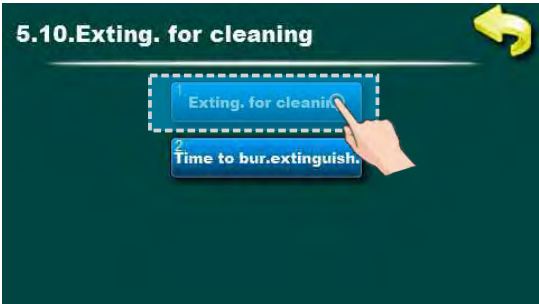 5.10.Exting. for cleaning
1
Exting. for cleanin
2
Time to bur.extinguish.